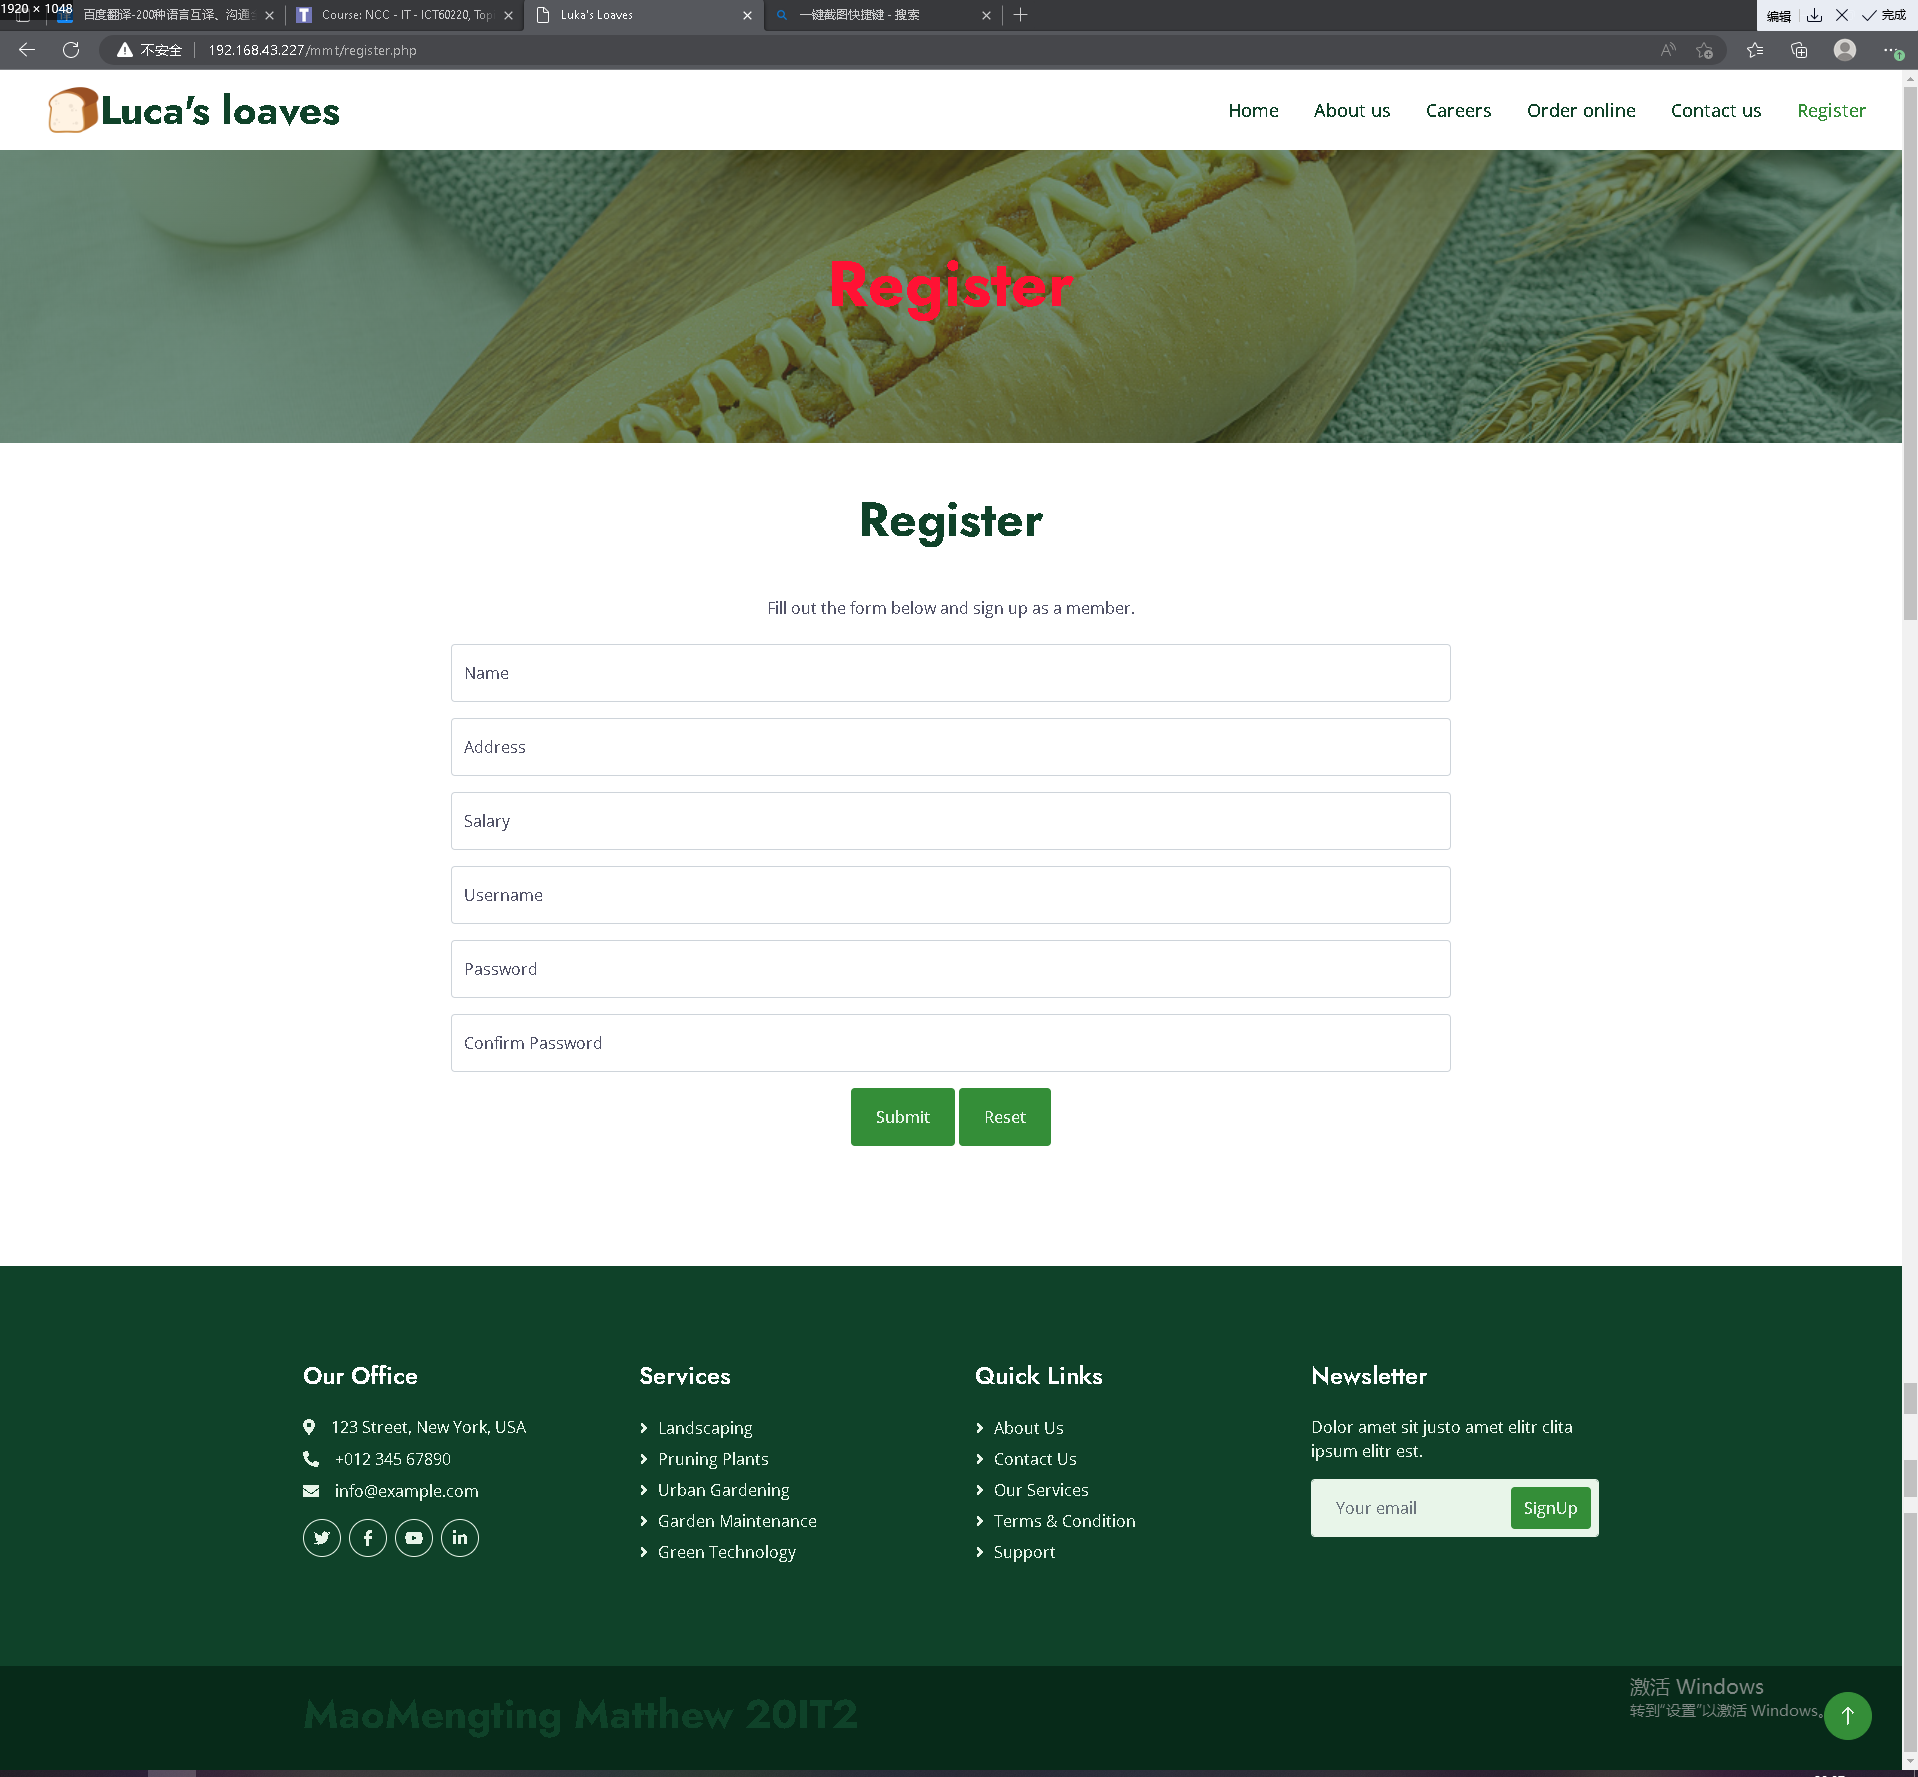 1920 × 1048
百度翻译-200种语言互译、沟通
Course: NCC - IT - ICT60220, Top
Luka's Loaves
一键截图快捷键 - 搜索
编辑
完成
不安全
192.168.43.227/mmt/register.php
Luca's loaves
Home
About us
Careers
Order online
Contact us
Register
Register
Register
Fill out the form below and sign up as a member.
Name
Address
Salary
Username
Password
Confirm Password
Submit
Reset
Our Office
123 Street, New York, USA
+012 345 67890
info@example.com
Services
Landscaping
Pruning Plants
Urban Gardening
Garden Maintenance
Green Technology
Quick Links
About Us
Contact Us
Our Services
Terms & Condition
Support
Newsletter
Dolor amet sit justo amet elitr clita
ipsum elitr est.
Your email
SignUp
MaoMengting Matthew 20IT2
激活 Windows
转到"设置"以激活 Windows。